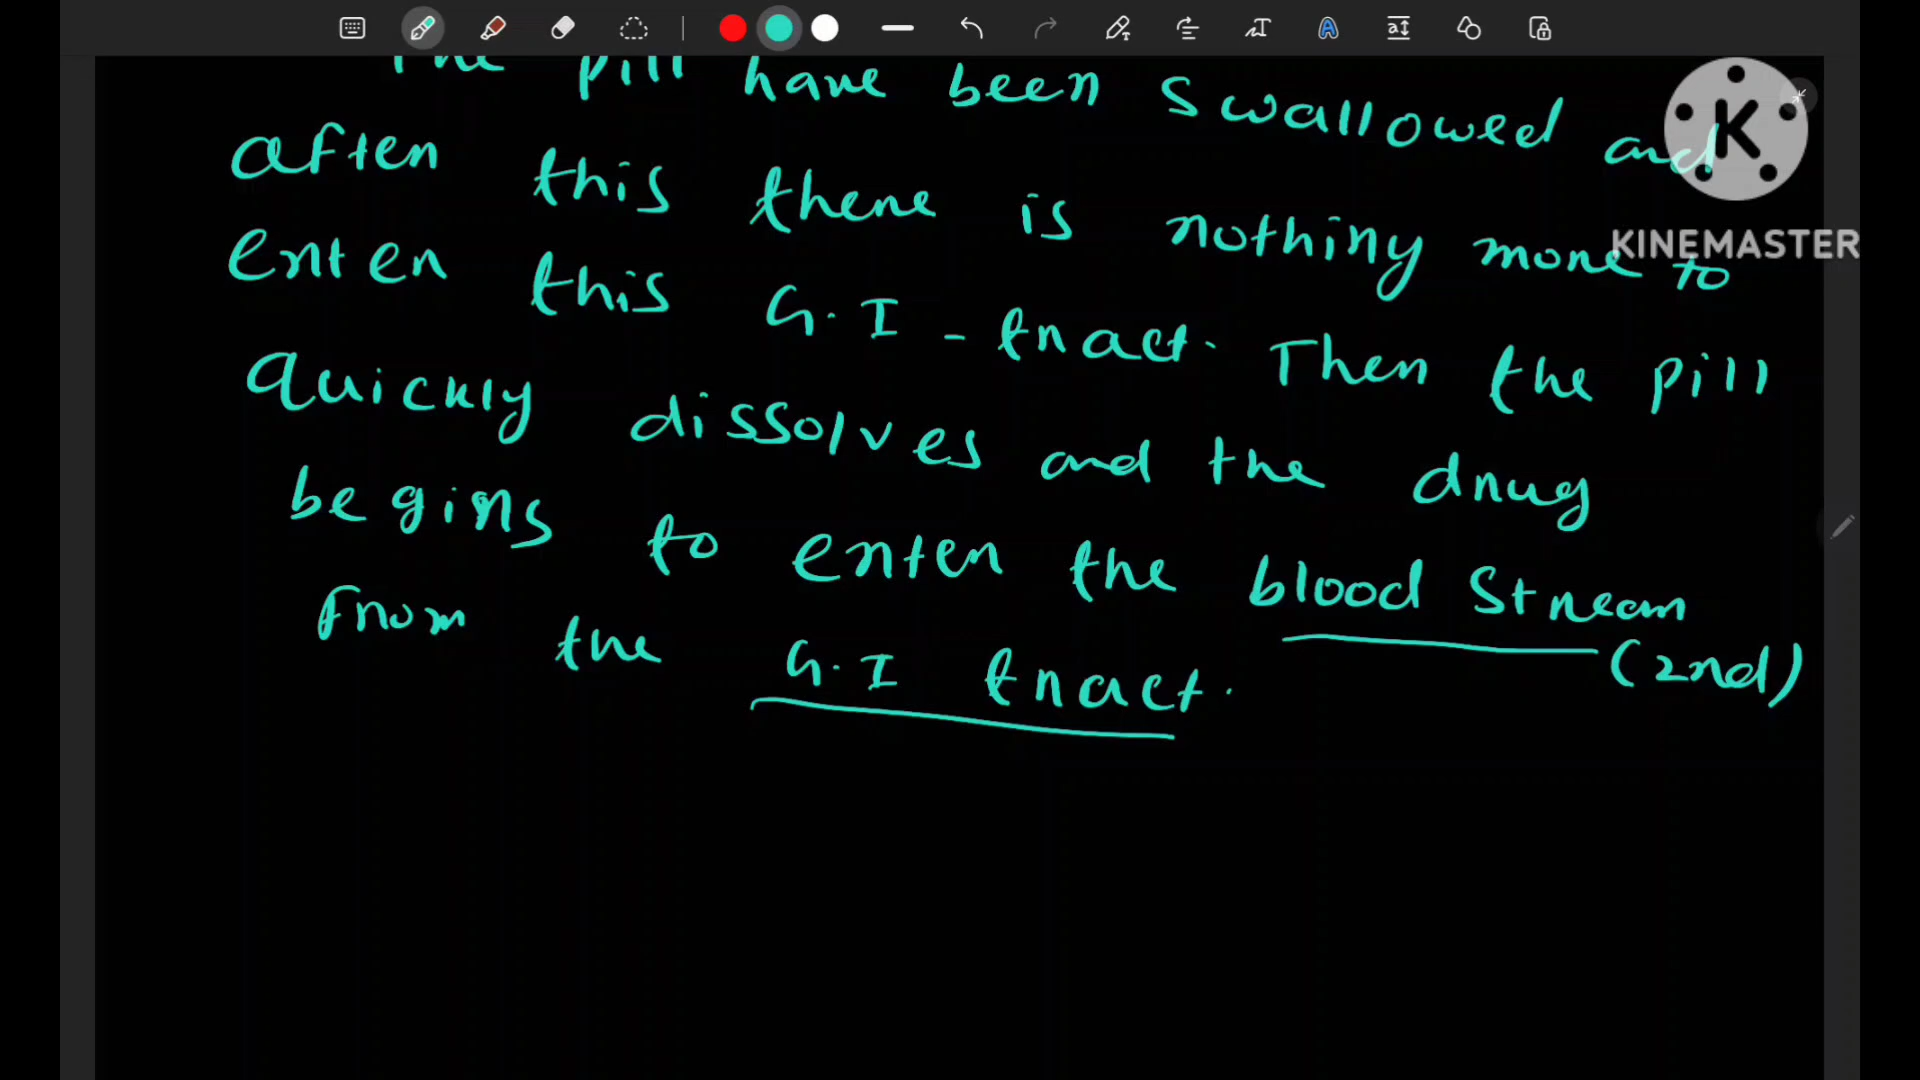 The pill have been swallowed and
after this there is nothing more to
enter this G.I - tract. Then the pill
quickly dissolves and the drug
begins to enter the blood stream
(2nd)
from the G.I tract.
K
KINEMASTER